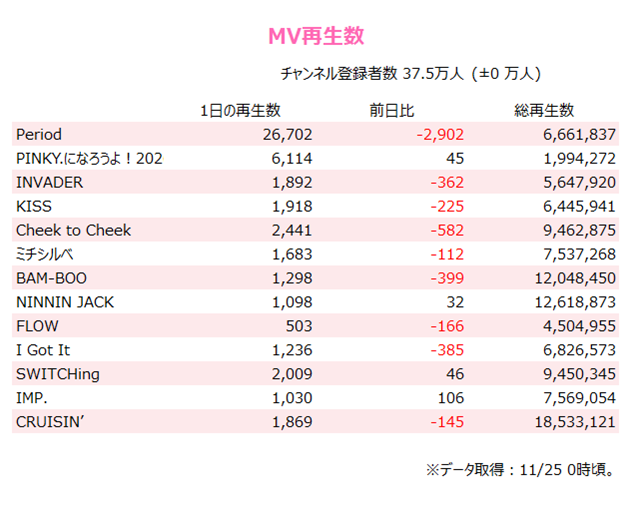 MV再生数
チャンネル登録者数 37.5万人 (±0 万人)
1日の再生数 前日比 総再生数
Period 26,702 -2,902 6,661,837
PINKY.になろうよ！202 6,114 45 1,994,272
INVADER 1,892 -362 5,647,920
KISS 1,918 -225 6,445,941
Cheek to Cheek 2,441 -582 9,462,875
ミチシルベ 1,683 -112 7,537,268
BAM-BOO 1,298 -399 12,048,450
NINNIN JACK 1,098 32 12,618,873
FLOW 503 -166 4,504,955
I Got It 1,236 -385 6,826,573
SWITCHing 2,009 46 9,450,345
IMP. 1,030 106 7,569,054
CRUISIN’ 1,869 -145 18,533,121
※データ取得：11/25 0時頃。